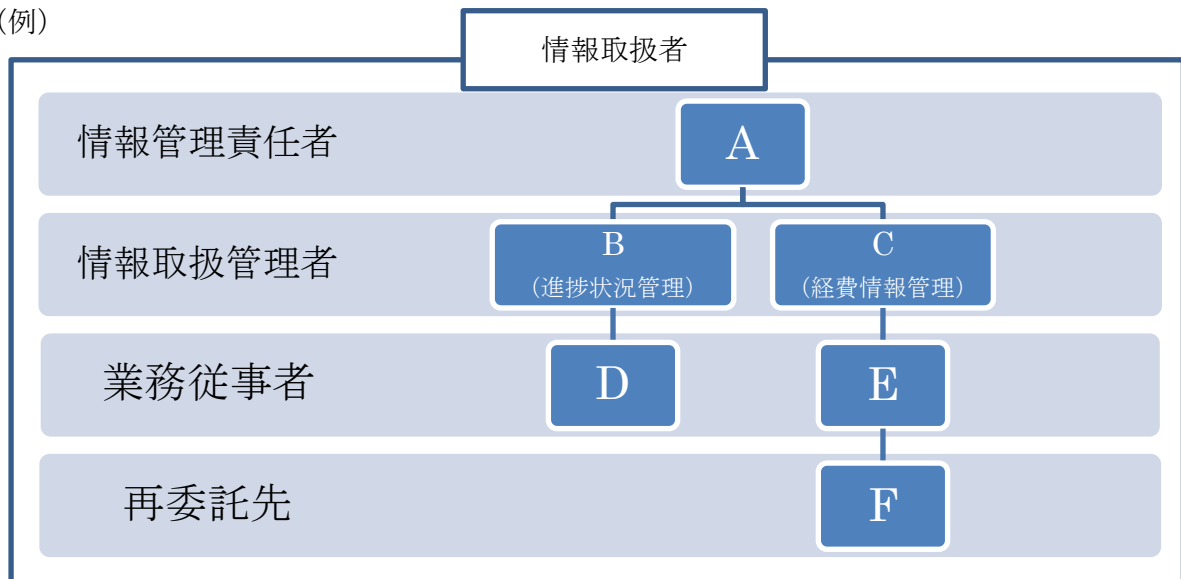 (例)
情報取扱者
情報管理責任者
A
情報取扱管理者
B
(進捗状況管理)
C
(経費情報管理)
業務従事者
D
E
再委託先
F